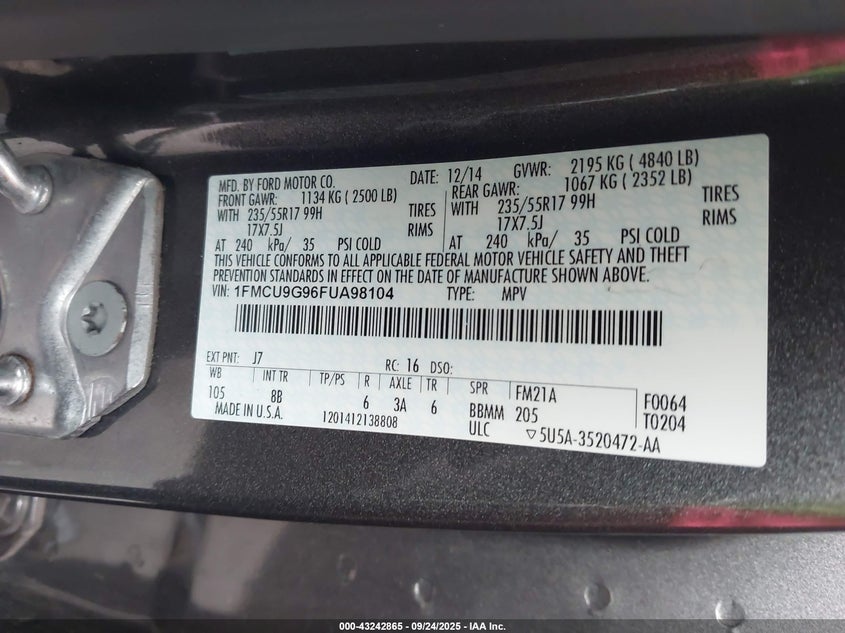 MFD. BY FORD MOTOR CO. DATE: 12/14 GVWR: 2195 KG ( 4840 LB)
FRONT GAWR: 1134 KG ( 2500 LB) REAR GAWR: 1067 KG ( 2352 LB)
WITH 235/55R17 99H TIRES WITH 235/55R17 99H TIRES
17X7.5J RIMS 17X7.5J RIMS
AT 240 kPa/ 35 PSI COLD AT 240 kPa/ 35 PSI COLD
THIS VEHICLE CONFORMS TO ALL APPLICABLE FEDERAL MOTOR VEHICLE SAFETY AND THEFT
PREVENTION STANDARDS IN EFFECT ON THE DATE OF MANUFACTURE SHOWN ABOVE.
VIN: 1FMCU9G96FUA98104 TYPE: MPV
EXT PNT: J7 RC: 16 DSO:
WB INT TR TP/PS R AXLE TR SPR FM21A F0064
105 8B 6 3A 6 BBMM 205 T0204
MADE IN U.S.A. 1201412138808 ULC ▽5U5A-3520472-AA
000-43242865 - 09/24/2025 - IAA Inc.